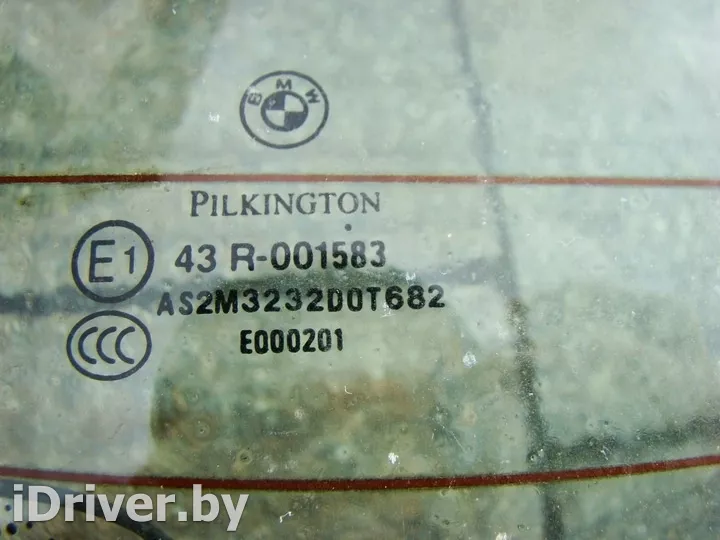 BMW
PILKINGTON
E1 43 R-001583
AS2M3232DOT682
CCC E000201
iDriver.by